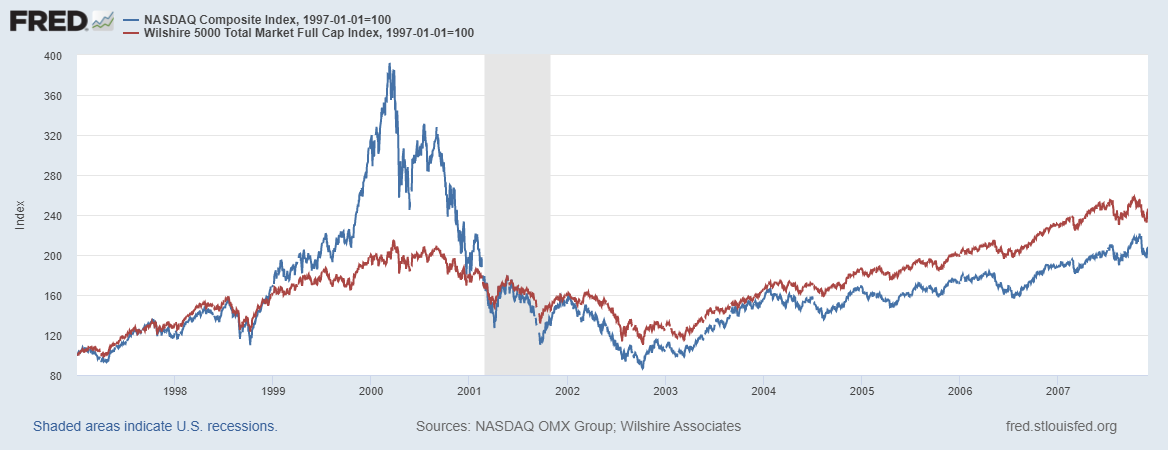 FRED
NASDAQ Composite Index, 1997-01-01=100
Wilshire 5000 Total Market Full Cap Index, 1997-01-01=100
400
360
320
280
240
200
160
120
80
Index
1998 1999 2000 2001 2002 2003 2004 2005 2006 2007
Shaded areas indicate U.S. recessions. Sources: NASDAQ OMX Group; Wilshire Associates fred.stlouisfed.org